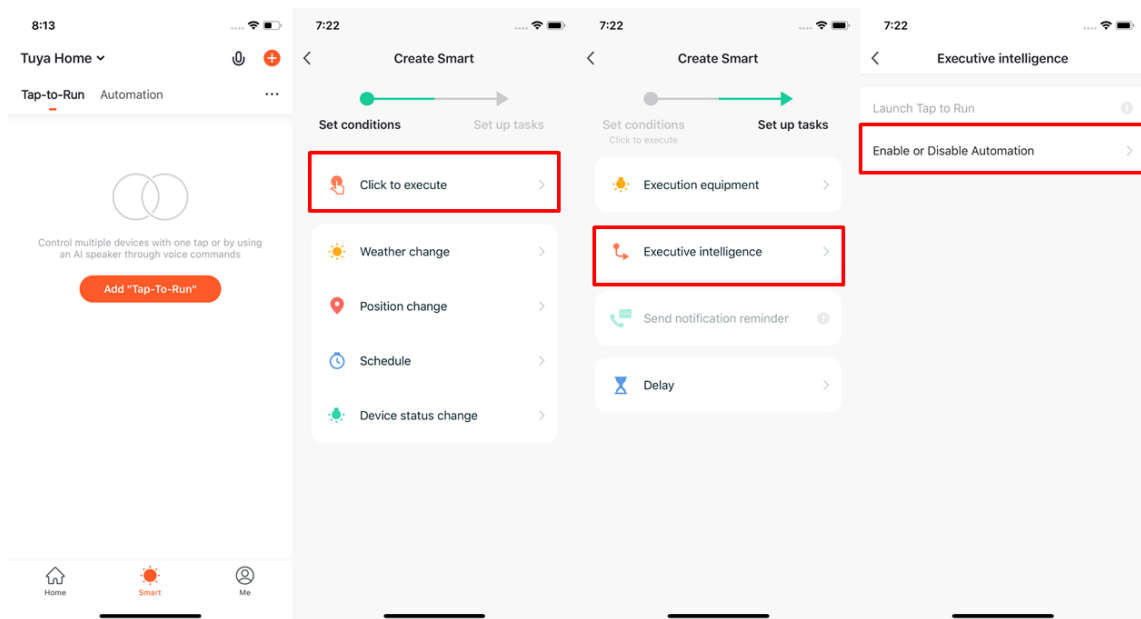 8:13
Tuya Home
Tap-to-Run Automation
Control multiple devices with one tap or by using
an AI speaker through voice commands
Add "Tap-To-Run"
Home Smart Me
7:22
Create Smart
Set conditions Set up tasks
Click to execute
Weather change
Position change
Schedule
Device status change
7:22
Create Smart
Set conditions Set up tasks
Click to execute
Execution equipment
Executive intelligence
Send notification reminder
Delay
7:22
Executive intelligence
Launch Tap to Run
Enable or Disable Automation